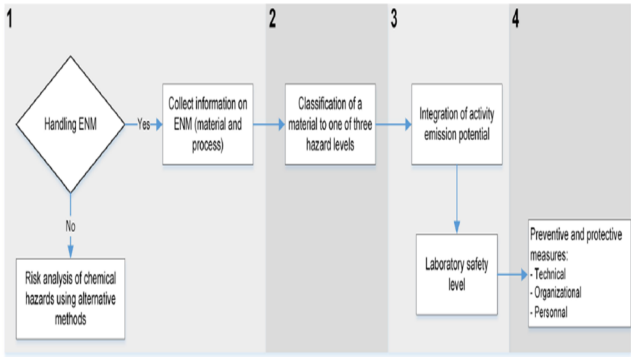 1
2
3
4
Handling ENM
Yes
Collect information on
ENM (material and
process)
Classification of a
material to one of three
hazard levels
Integration of activity
emission potential
No
Risk analysis of chemical
hazards using alternative
methods
Laboratory safety
level
Preventive and protective
measures:
- Technical
- Organizational
- Personnal